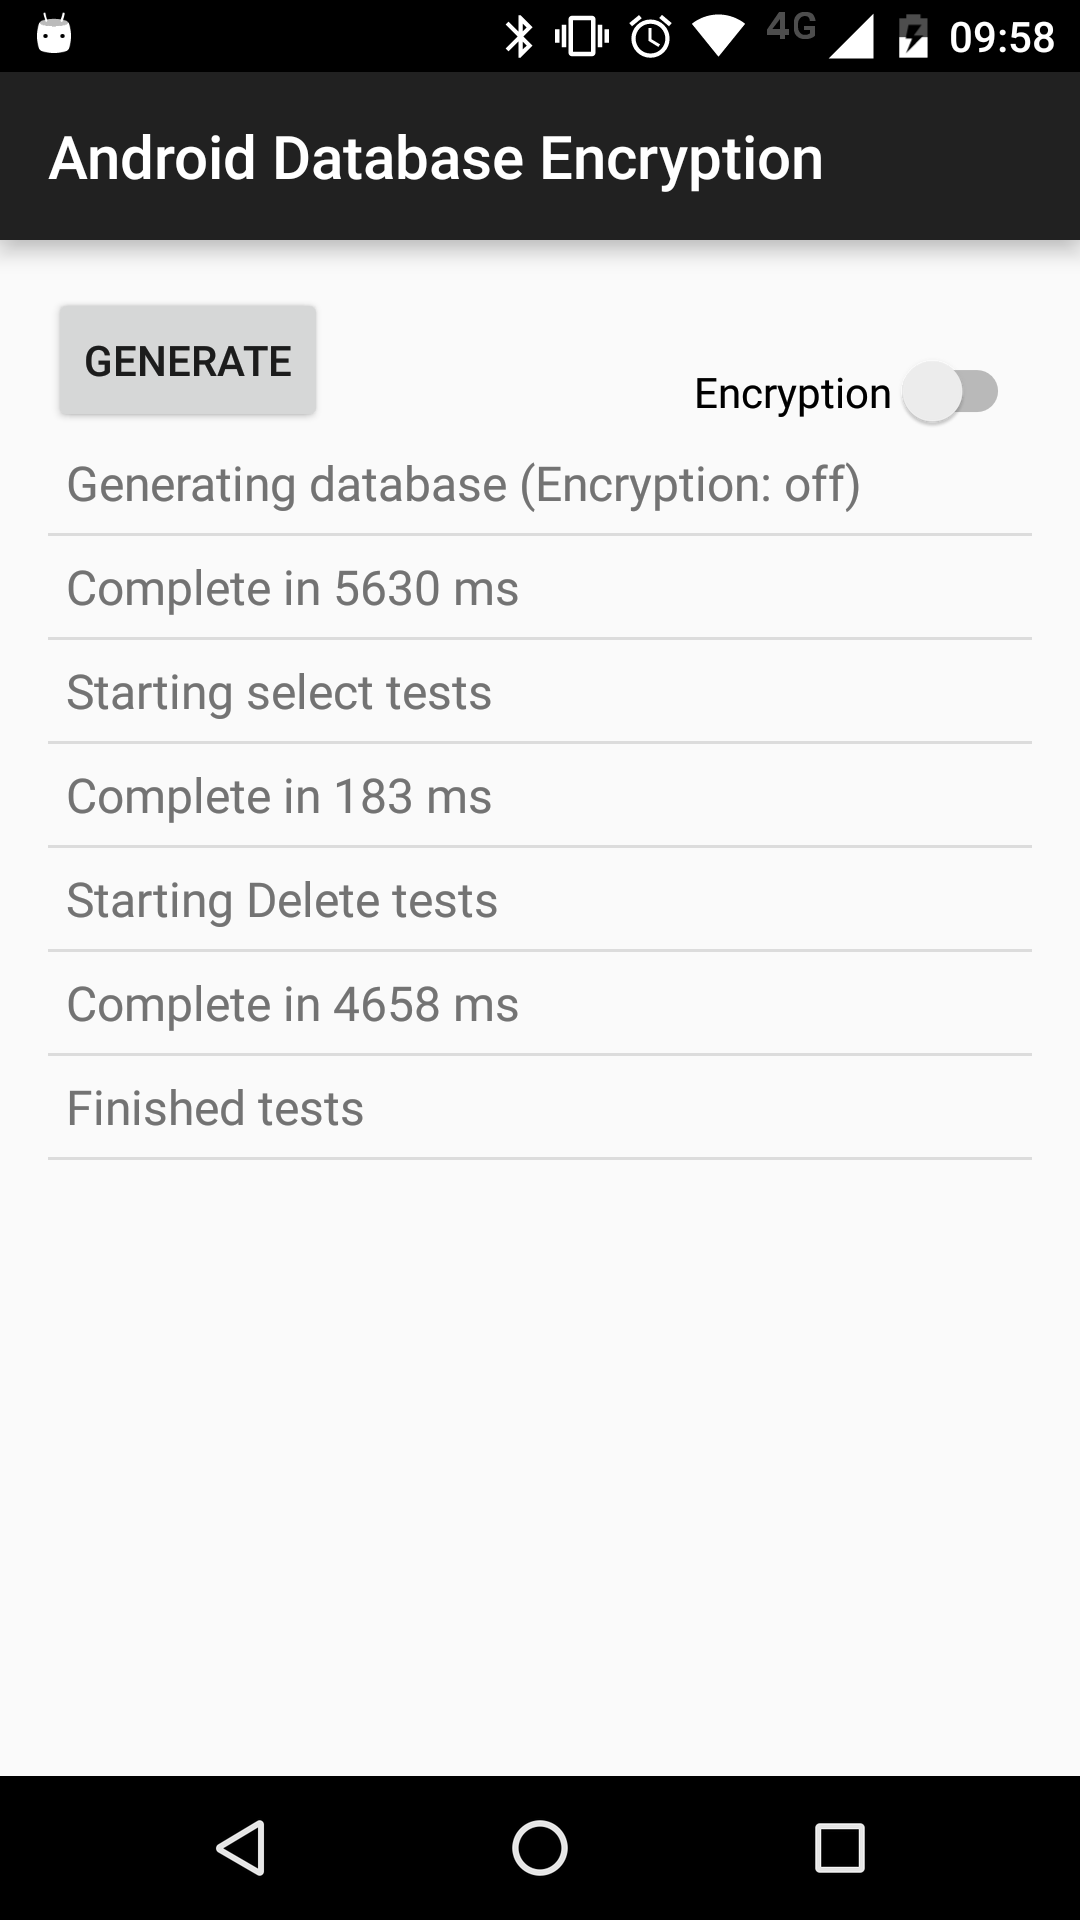 4G 09:58
Android Database Encryption
GENERATE
Encryption
Generating database (Encryption: off)
Complete in 5630 ms
Starting select tests
Complete in 183 ms
Starting Delete tests
Complete in 4658 ms
Finished tests